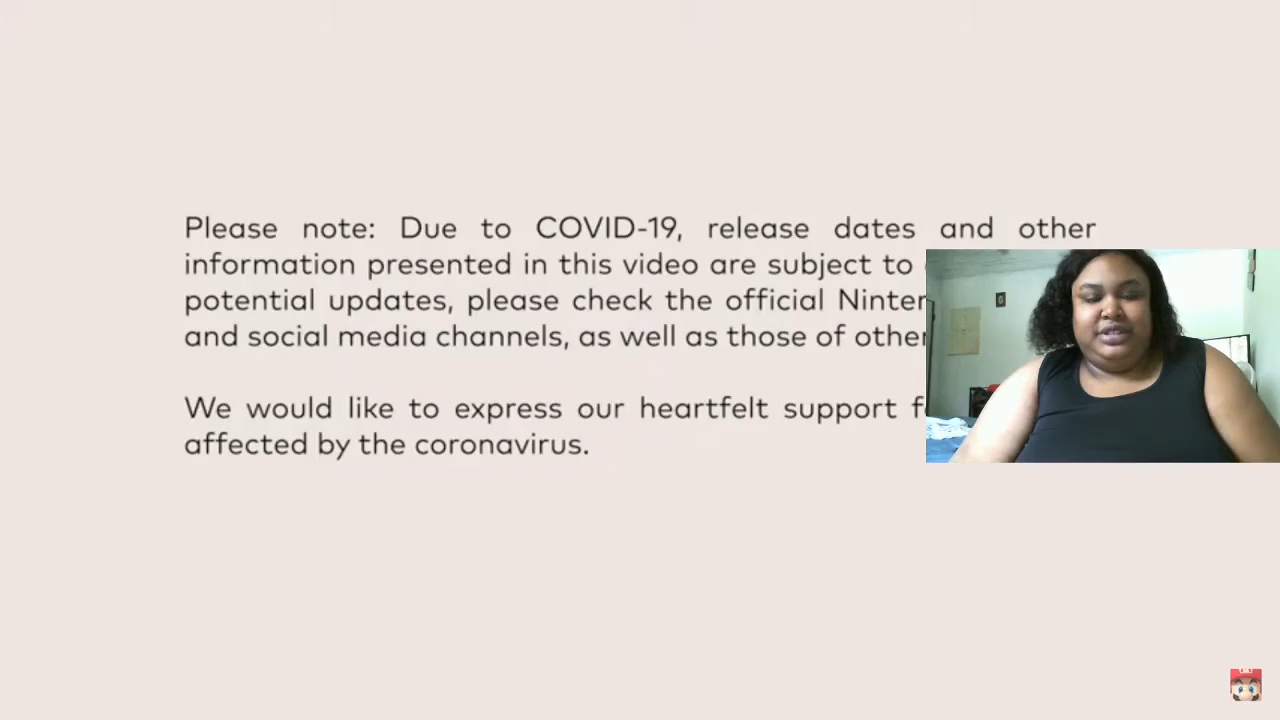 Please note: Due to COVID-19, release dates and other
information presented in this video are subject to
potential updates, please check the official
and social media channels, as well as those of other
We would like to express our heartfelt support
affected by the coronavirus.